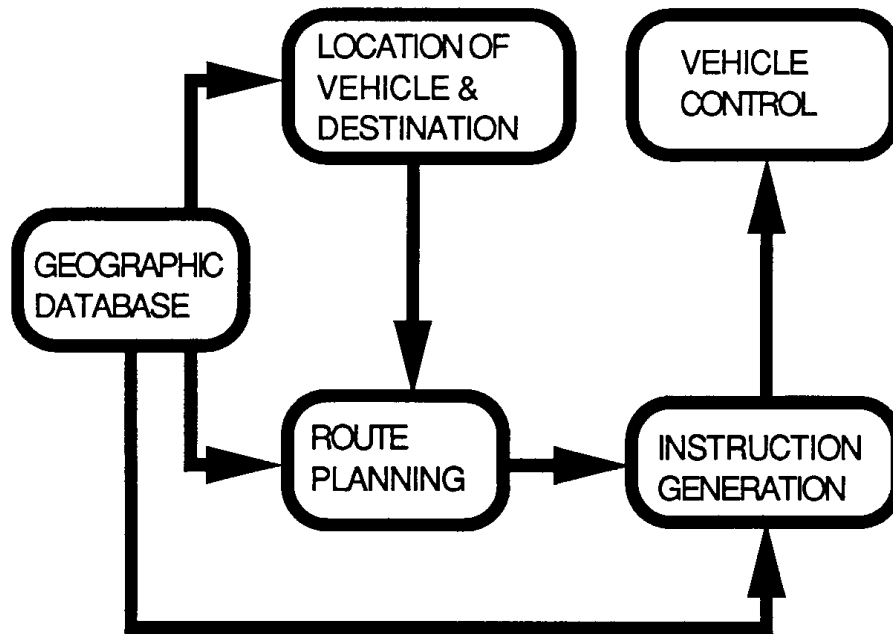 LOCATION OF
VEHICLE &
DESTINATION
VEHICLE
CONTROL
GEOGRAPHIC
DATABASE
ROUTE
PLANNING
INSTRUCTION
GENERATION